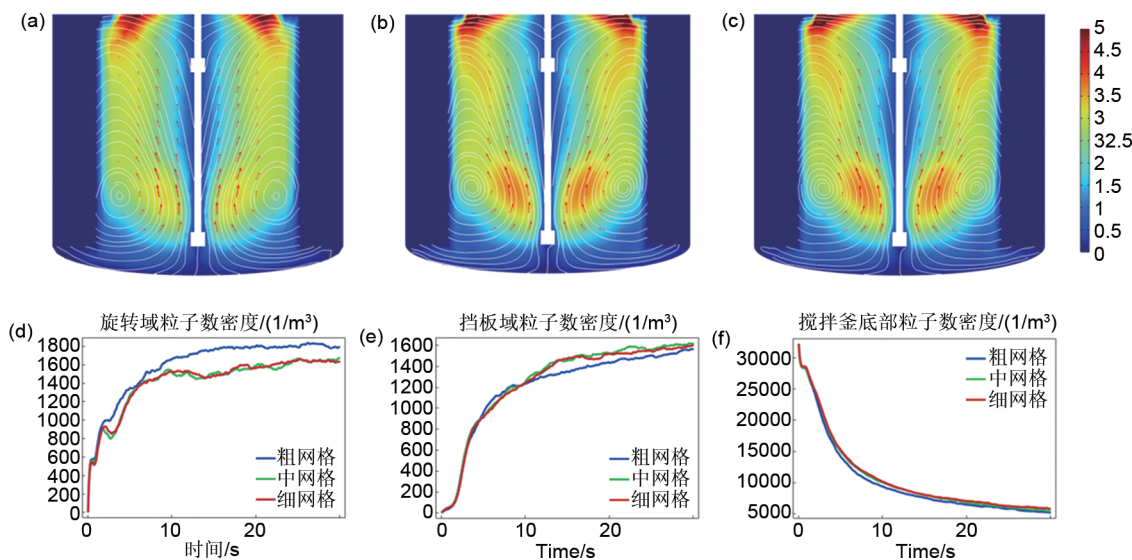 (a)
(b)
(c)
5
4.5
4
3.5
32.5
2
1.5
1
0.5
0
(d)
旋转域粒子数密度/(1/m³)
1800
1600
1400
1200
1000
800
600
400
200
0
粗网格
中网格
细网格
0
10
20
时间/s
(e)
挡板域粒子数密度/(1/m³)
1600
1400
1200
1000
800
600
400
200
0
粗网格
中网格
细网格
0
10
20
Time/s
(f)
搅拌釜底部粒子数密度/(1/m³)
30000
25000
20000
15000
10000
5000
粗网格
中网格
细网格
0
10
20
Time/s